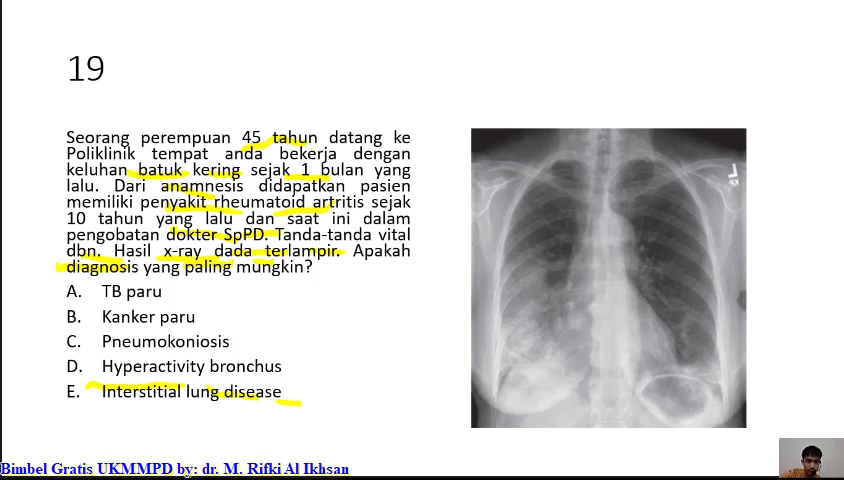 19
Seorang perempuan 45 tahun datang ke
Poliklinik tempat anda bekerja dengan
keluhan batuk kering sejak 1 bulan yang
lalu. Dari anamnesis didapatkan pasien
memiliki penyakit rheumatoid artritis sejak
10 tahun yang lalu dan saat ini dalam
pengobatan dokter SpPD. Tanda-tanda vital
dbn. Hasil x-ray dada terlampir. Apakah
diagnosis yang paling mungkin?
A. TB paru
B. Kanker paru
C. Pneumokoniosis
D. Hyperactivity bronchus
E. Interstitial lung disease
L
Bimbel Gratis UKMMPD by: dr. M. Rifki Al Ikhsan